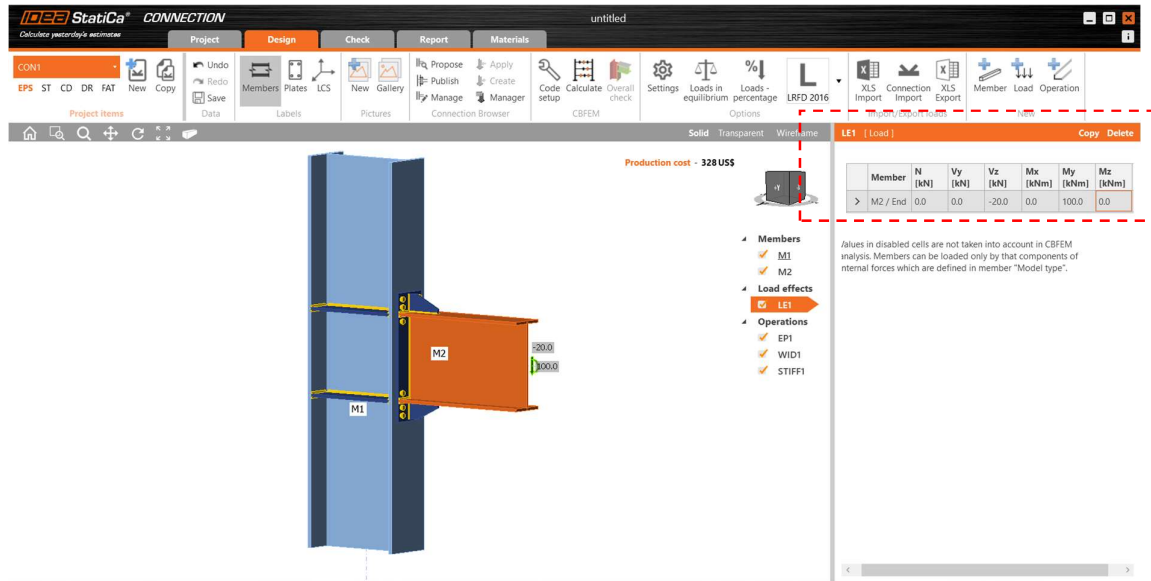 IDEA StatiCa® CONNECTION
untitled
Calculate yesterday's estimates
Project Design Check Report Materials
i
CON1
EPS ST CD DR FAT
New Copy
Project items
Undo
Redo
Save
Data
Members Plates LCS
Labels
New Gallery
Pictures
Propose Apply
Publish Create
Manage Manager
Connection Browser
Code setup
Calculate
Overall check
CBFEM
Settings
Loads in equilibrium
Loads - percentage
LRFD 2016
Options
XLS Import
Connection Import
XLS Export
Import/Export loads
Member Load Operation
New
Solid Transparent Wireframe
LE1 [Load] Copy Delete
Production cost - 328 US$
+Y
Member N [kN] Vy [kN] Vz [kN] Mx [kNm] My [kNm] Mz [kNm]
> M2 / End 0.0 0.0 -20.0 0.0 100.0 0.0
Values in disabled cells are not taken into account in CBFEM
analysis. Members can be loaded only by that components of
internal forces which are defined in member "Model type".
Members
M1
M2
Load effects
LE1
Operations
EP1
WID1
STIFF1
M2
-20.0
100.0
M1